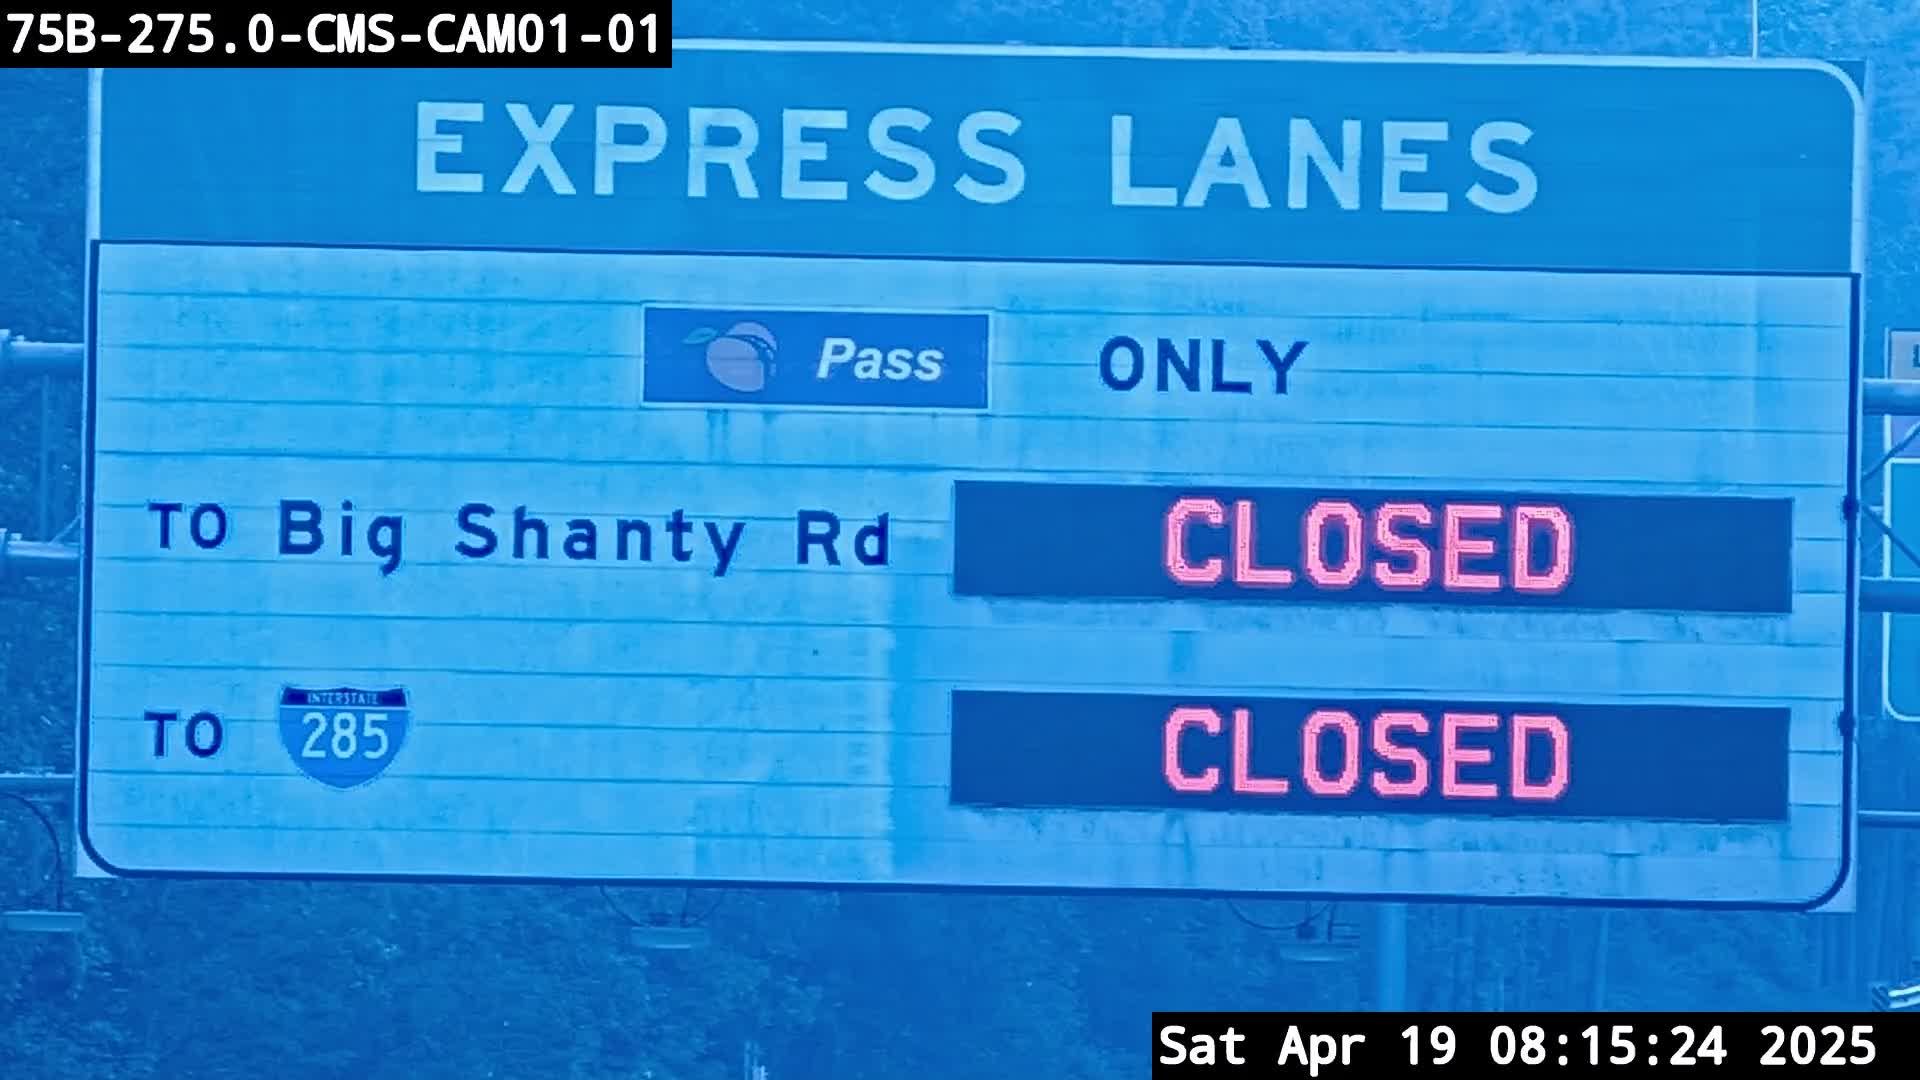 75B-275.0-CMS-CAM01-01
EXPRESS LANES
Pass ONLY
TO Big Shanty Rd CLOSED
TO INTERSTATE 285 CLOSED
Sat Apr 19 08:15:24 2025